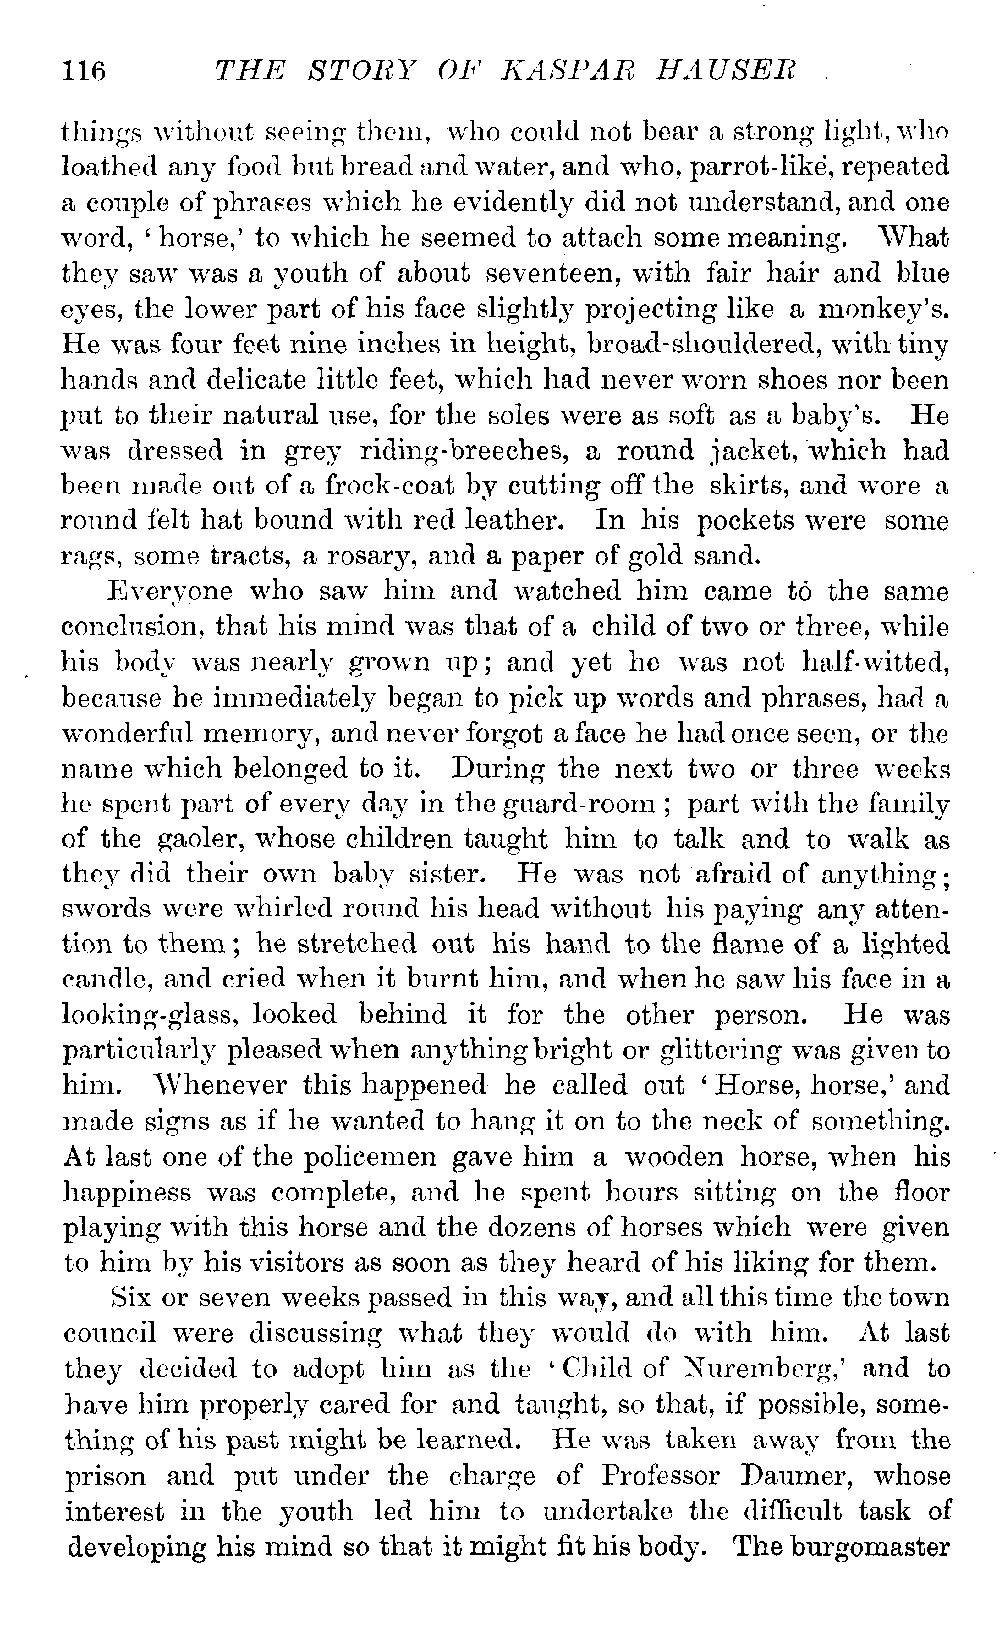 116 THE STORY OF KASPAR HAUSER
things without seeing them, who could not bear a strong light, who
loathed any food but bread and water, and who, parrot-like, repeated
a couple of phrases which he evidently did not understand, and one
word, ‘horse,’ to which he seemed to attach some meaning. What
they saw was a youth of about seventeen, with fair hair and blue
eyes, the lower part of his face slightly projecting like a monkey's.
He was four feet nine inches in height, broad-shouldered, with tiny
hands and delicate little feet, which had never worn shoes nor been
put to their natural use, for the soles were as soft as a baby's. He
was dressed in grey riding-breeches, a round jacket, which had
been made out of a frock-coat by cutting off the skirts, and wore a
round felt hat bound with red leather. In his pockets were some
rags, some tracts, a rosary, and a paper of gold sand.
Everyone who saw him and watched him came to the same
conclusion, that his mind was that of a child of two or three, while
his body was nearly grown up; and yet he was not half-witted,
because he immediately began to pick up words and phrases, had a
wonderful memory, and never forgot a face he had once seen, or the
name which belonged to it. During the next two or three weeks
he spent part of every day in the guard-room; part with the family
of the gaoler, whose children taught him to talk and to walk as
they did their own baby sister. He was not afraid of anything;
swords were whirled round his head without his paying any atten-
tion to them; he stretched out his hand to the flame of a lighted
candle, and cried when it burnt him, and when he saw his face in a
looking-glass, looked behind it for the other person. He was
particularly pleased when anything bright or glittering was given to
him. Whenever this happened he called out ‘Horse, horse,’ and
made signs as if he wanted to hang it on to the neck of something.
At last one of the policemen gave him a wooden horse, when his
happiness was complete, and he spent hours sitting on the floor
playing with this horse and the dozens of horses which were given
to him by his visitors as soon as they heard of his liking for them.
Six or seven weeks passed in this way, and all this time the town
council were discussing what they would do with him. At last
they decided to adopt him as the ‘Child of Nuremberg,’ and to
have him properly cared for and taught, so that, if possible, some-
thing of his past might be learned. He was taken away from the
prison and put under the charge of Professor Daumer, whose
interest in the youth led him to undertake the difficult task of
developing his mind so that it might fit his body. The burgomaster